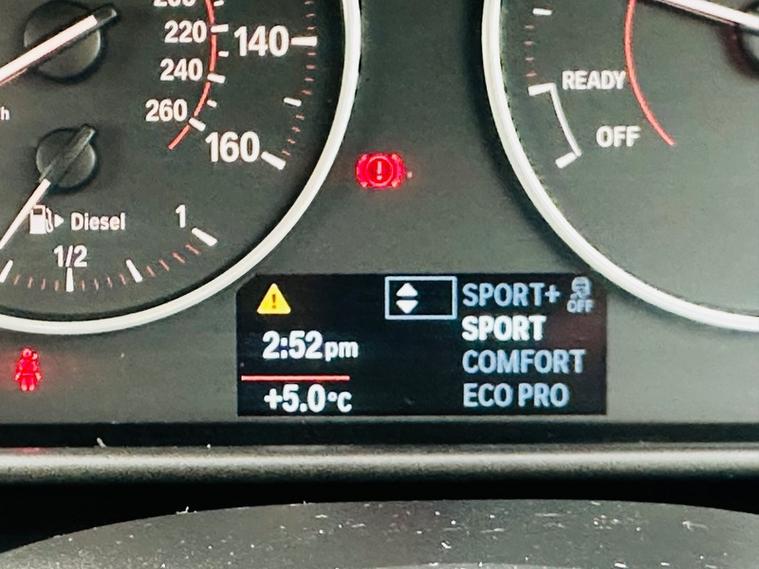 220
240
260
140
160
h
Diesel
1/2
1
READY
OFF
SPORT+
OFF
SPORT
COMFORT
ECO PRO
2:52pm
+5.0°C